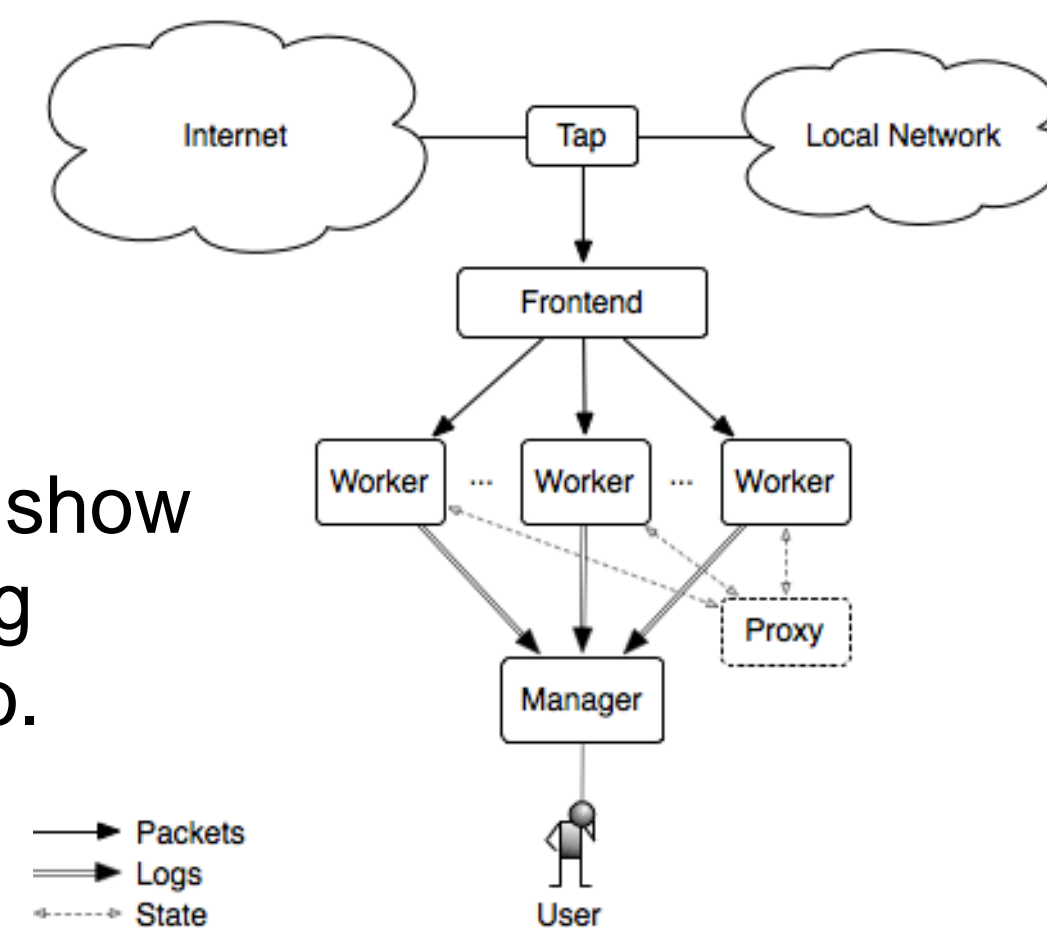 Internet
Tap
Local Network
Frontend
Worker ... Worker ... Worker
show
g
Proxy
o.
Manager
Packets
Logs
State
User